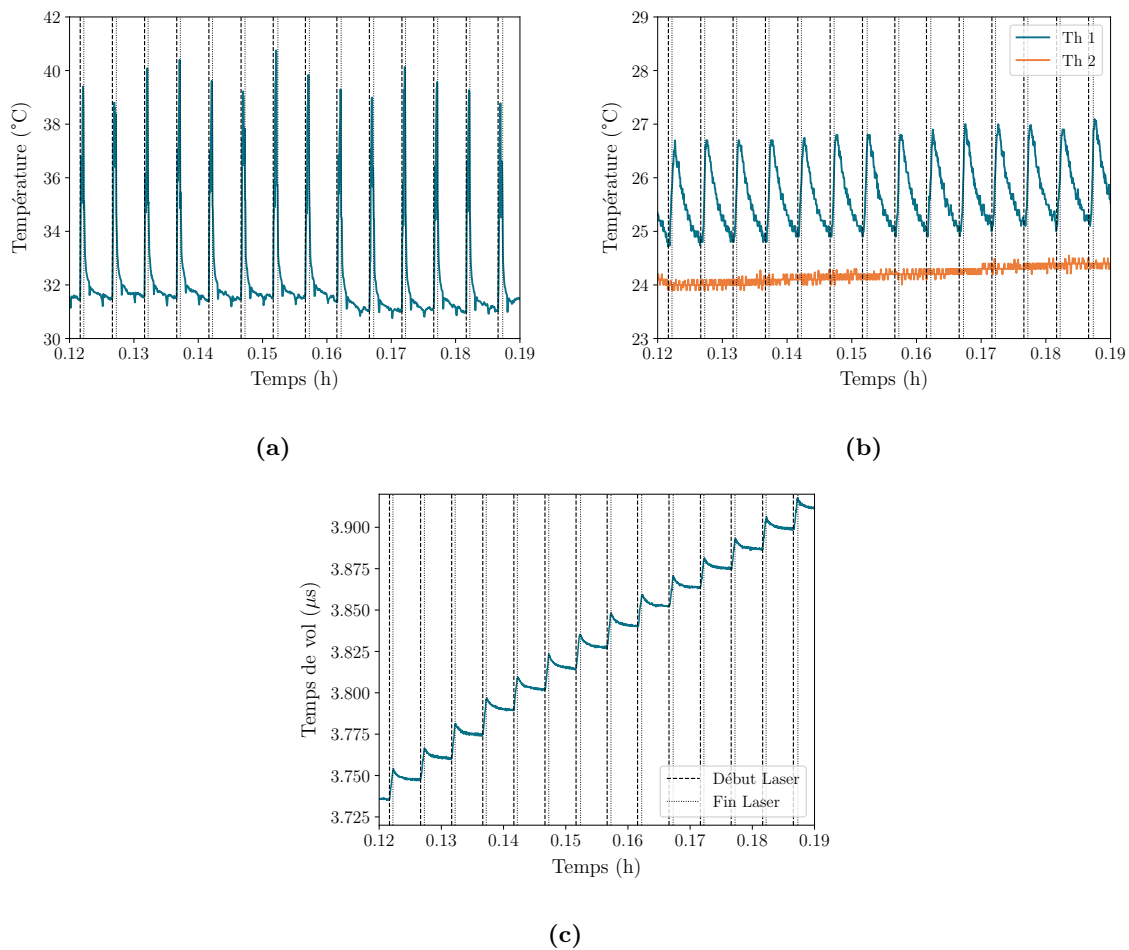 42
40
38
36
34
32
30
Température (°C)
0.12 0.13 0.14 0.15 0.16 0.17 0.18 0.19
Temps (h)
(a)
29
28
27
26
25
24
23
Température (°C)
Th 1
Th 2
0.12 0.13 0.14 0.15 0.16 0.17 0.18 0.19
Temps (h)
(b)
3.900
3.875
3.850
3.825
3.800
3.775
3.750
3.725
Temps de vol (μs)
Début Laser
Fin Laser
0.12 0.13 0.14 0.15 0.16 0.17 0.18 0.19
Temps (h)
(c)